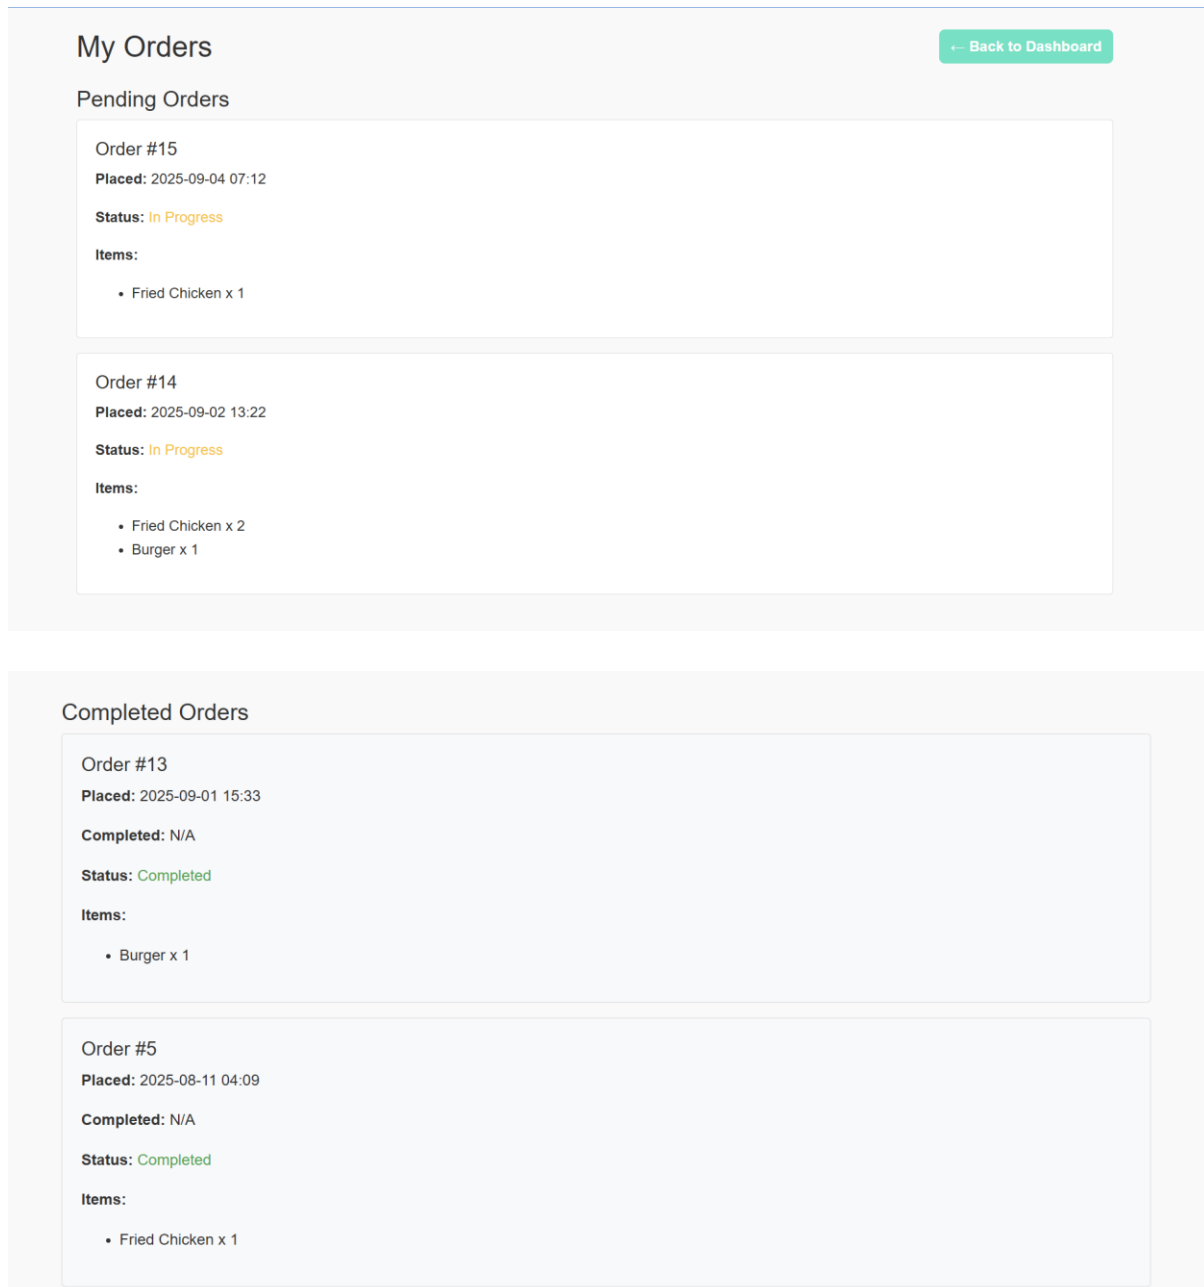 My Orders
← Back to Dashboard
Pending Orders
Order #15
Placed: 2025-09-04 07:12
Status: In Progress
Items:
• Fried Chicken x 1
Order #14
Placed: 2025-09-02 13:22
Status: In Progress
Items:
• Fried Chicken x 2
• Burger x 1
Completed Orders
Order #13
Placed: 2025-09-01 15:33
Completed: N/A
Status: Completed
Items:
• Burger x 1
Order #5
Placed: 2025-08-11 04:09
Completed: N/A
Status: Completed
Items:
• Fried Chicken x 1